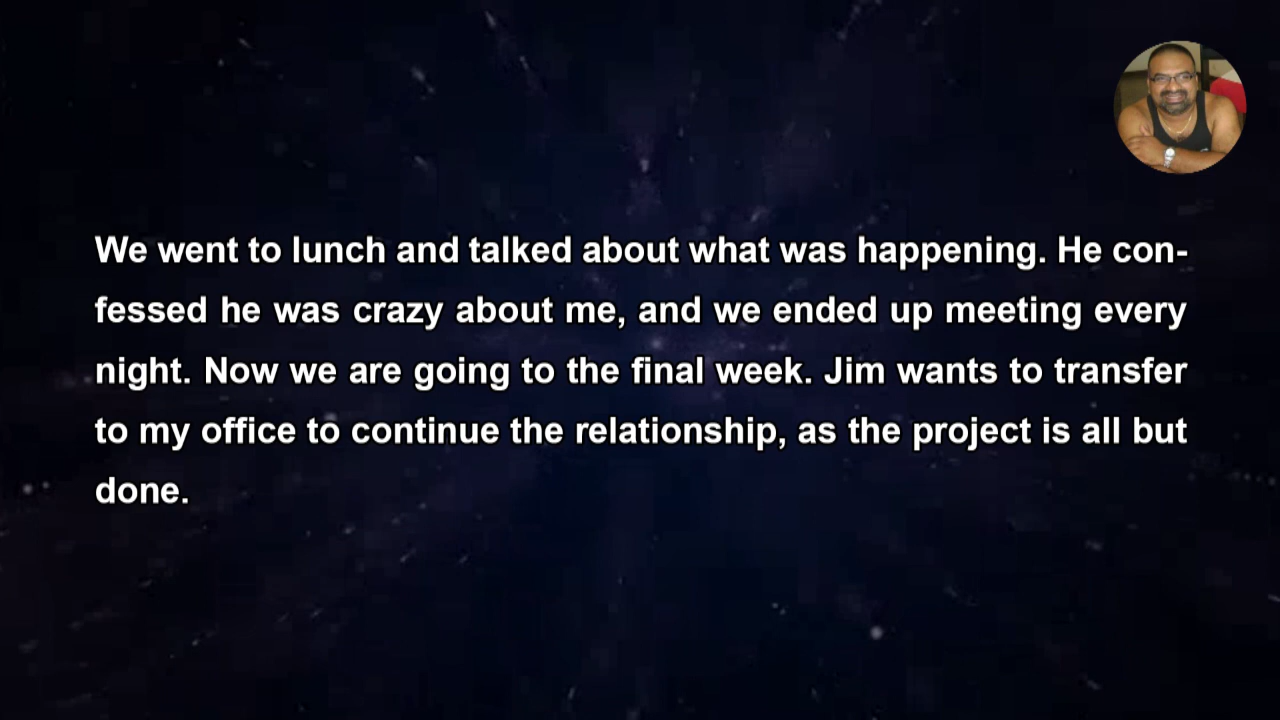 We went to lunch and talked about what was happening. He con-
fessed he was crazy about me, and we ended up meeting every
night. Now we are going to the final week. Jim wants to transfer
to my office to continue the relationship, as the project is all but
done.